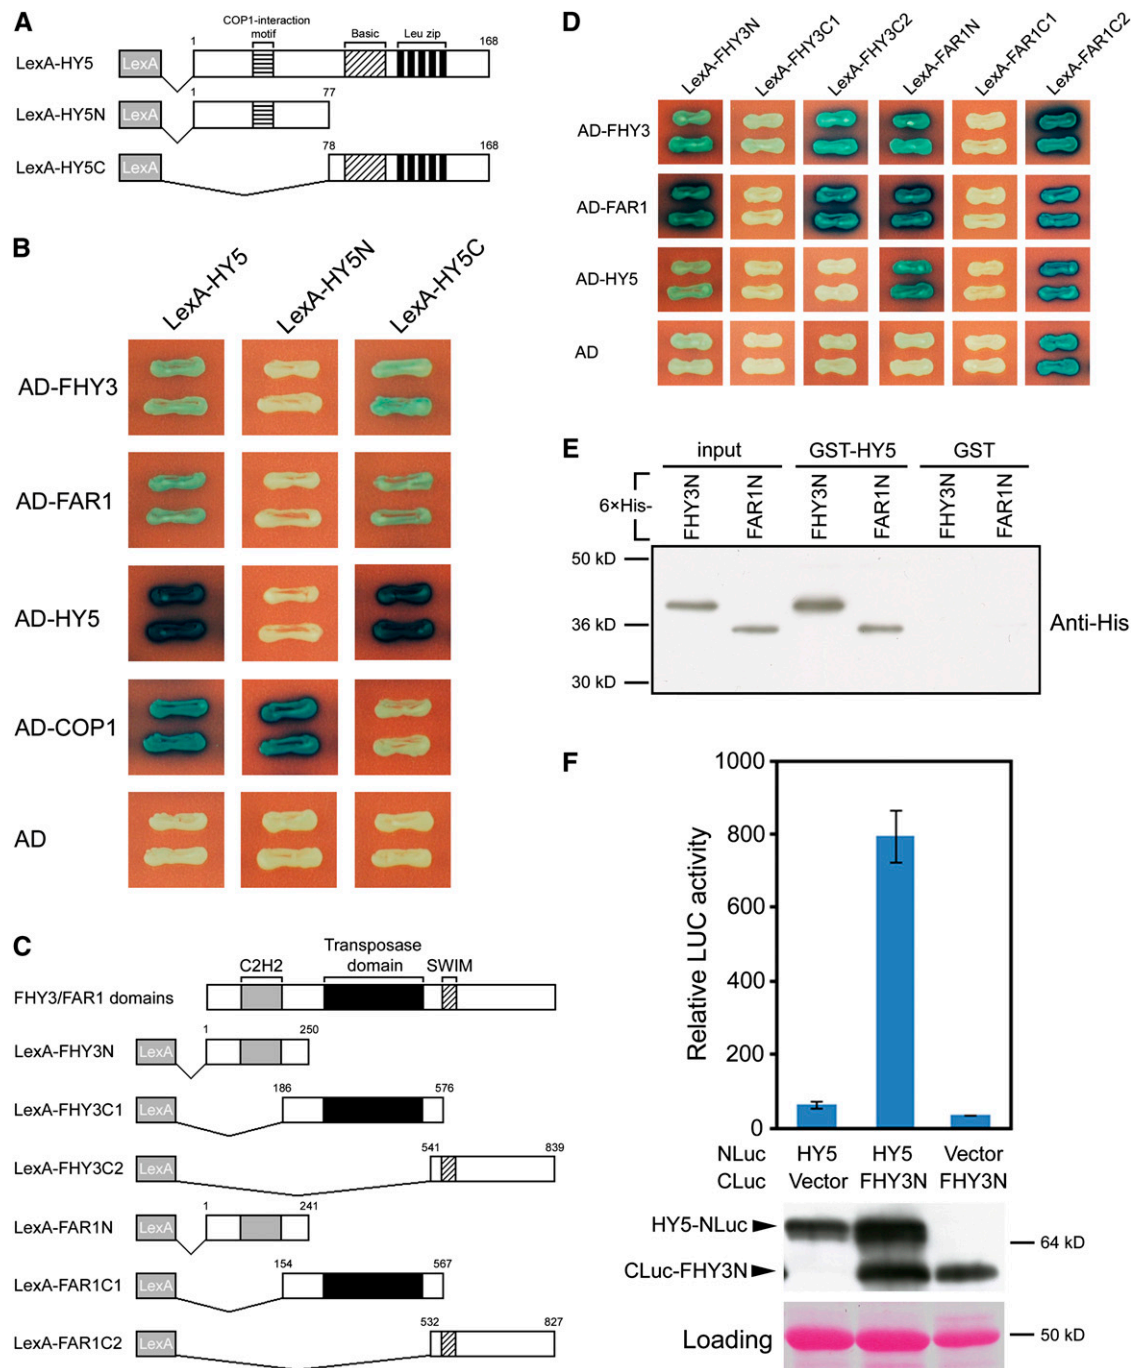 A
COP1-interaction
motif
Basic
Leu zip
1
168
LexA-HY5
LexA
1
77
LexA-HY5N
LexA
78
168
LexA-HY5C
LexA
B
LexA-HY5
LexA-HY5N
LexA-HY5C
AD-FHY3
AD-FAR1
AD-HY5
AD-COP1
AD
C
Transposase
domain
C2H2
SWIM
FHY3/FAR1 domains
1
250
LexA-FHY3N
LexA
186
576
LexA-FHY3C1
LexA
541
839
LexA-FHY3C2
LexA
1
241
LexA-FAR1N
LexA
154
567
LexA-FAR1C1
LexA
532
827
LexA-FAR1C2
LexA
D
LexA-FHY3N
LexA-FHY3C1
LexA-FHY3C2
LexA-FAR1N
LexA-FAR1C1
LexA-FAR1C2
AD-FHY3
AD-FAR1
AD-HY5
AD
E
input
GST-HY5
GST
6×His-
FHY3N
FAR1N
FHY3N
FAR1N
FHY3N
FAR1N
50 kD
36 kD
30 kD
Anti-His
F
1000
800
600
400
200
0
Relative LUC activity
NLuc HY5 HY5 Vector
CLuc Vector FHY3N FHY3N
HY5-NLuc
64 kD
CLuc-FHY3N
Loading
50 kD